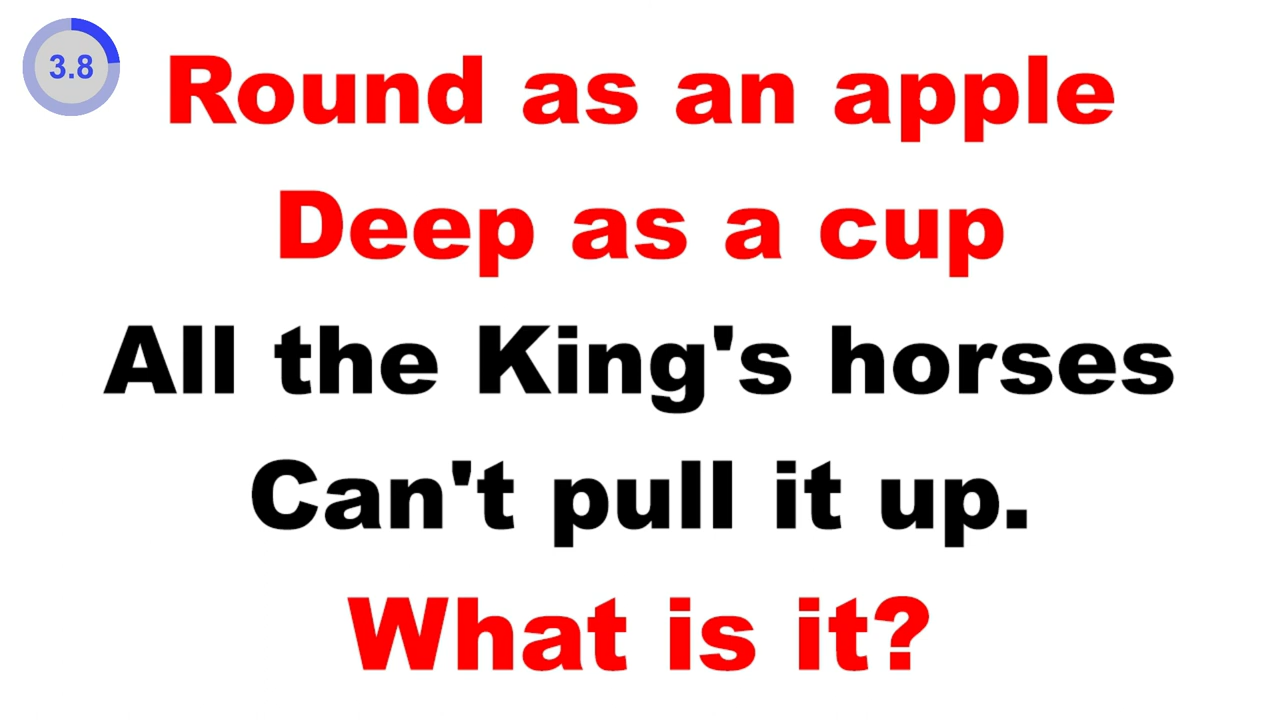 3.8
Round as an apple
Deep as a cup
All the King's horses
Can't pull it up.
What is it?